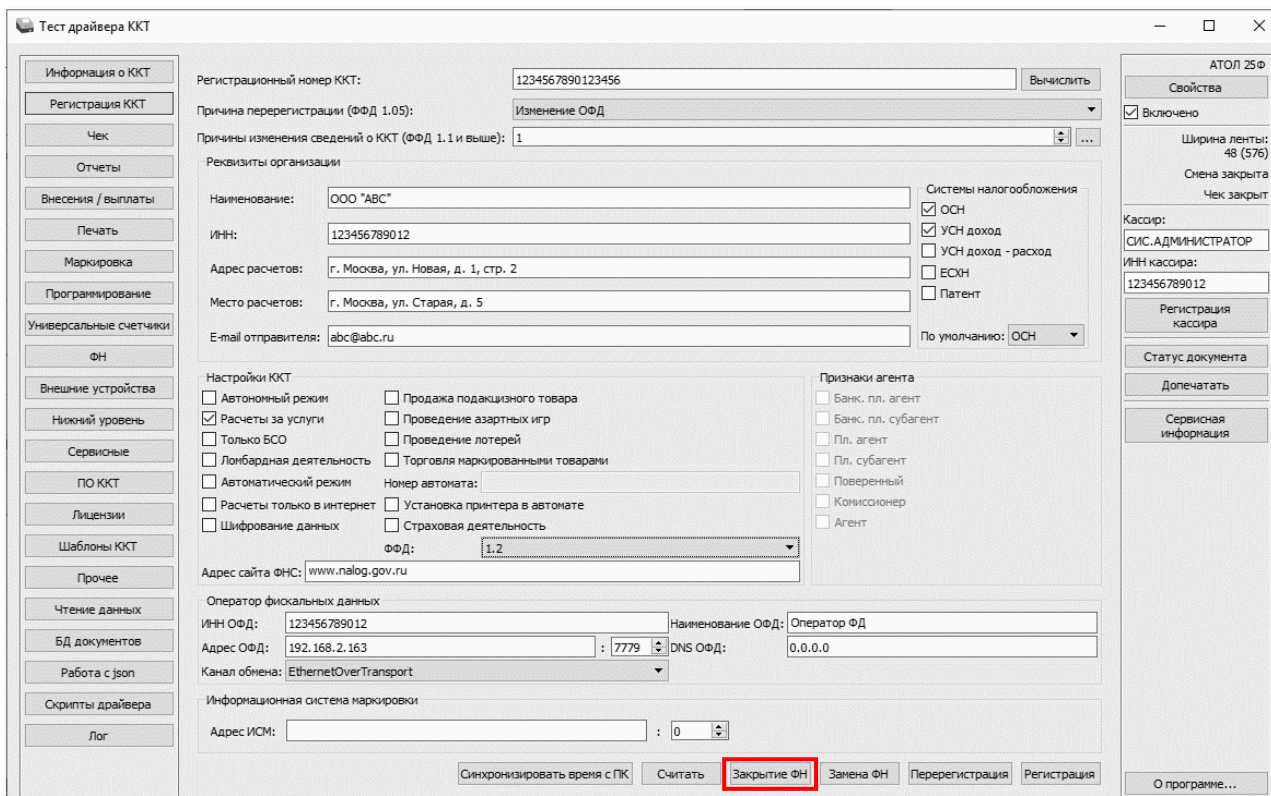 Тест драйвера ККТ
Информация о ККТ
Регистрация ККТ
Чек
Отчеты
Внесения / выплаты
Печать
Маркировка
Программирование
Универсальные счетчики
ФН
Внешние устройства
Нижний уровень
Сервисные
ПО ККТ
Лицензии
Шаблоны ККТ
Прочее
Чтение данных
БД документов
Работа с json
Скрипты драйвера
Лог
Регистрационный номер ККТ: 1234567890123456 Вычислить
Причина перерегистрации (ФФД 1.05): Изменение ОФД
Причины изменения сведений о ККТ (ФФД 1.1 и выше): 1 ...
Реквизиты организации
Наименование: ООО "АВС"
ИНН: 123456789012
Адрес расчетов: г. Москва, ул. Новая, д. 1, стр. 2
Место расчетов: г. Москва, ул. Старая, д. 5
E-mail отправителя: abc@abc.ru
Системы налогообложения
ОСН
УСН доход
УСН доход - расход
ЕСХН
Патент
По умолчанию: ОСН
Настройки ККТ
Автономный режим Продажа подакцизного товара
Расчеты за услуги Проведение азартных игр
Только БСО Проведение лотерей
Ломбардная деятельность Торговля маркированными товарами
Автоматический режим Номер автомата:
Расчеты только в интернет Установка принтера в автомате
Шифрование данных Страховая деятельность
ФФД: 1.2
Адрес сайта ФНС: www.nalog.gov.ru
Признаки агента
Банк. пл. агент
Банк. пл. субагент
Пл. агент
Пл. субагент
Поверенный
Комиссионер
Агент
Оператор фискальных данных
ИНН ОФД: 123456789012 Наименование ОФД: Оператор ФД
Адрес ОФД: 192.168.2.163 : 7779 DNS ОФД: 0.0.0.0
Канал обмена: EthernetOverTransport
Информационная система маркировки
Адрес ИСМ: : 0
Синхронизировать время с ПК Считать Закрытие ФН Замена ФН Перерегистрация Регистрация
АТОЛ 25Ф
Свойства
Включено
Ширина ленты:
48 (576)
Смена закрыта
Чек закрыт
Кассир:
СИС.АДМИНИСТРАТОР
ИНН кассира:
123456789012
Регистрация
кассира
Статус документа
Допечатать
Сервисная
информация
О программе...